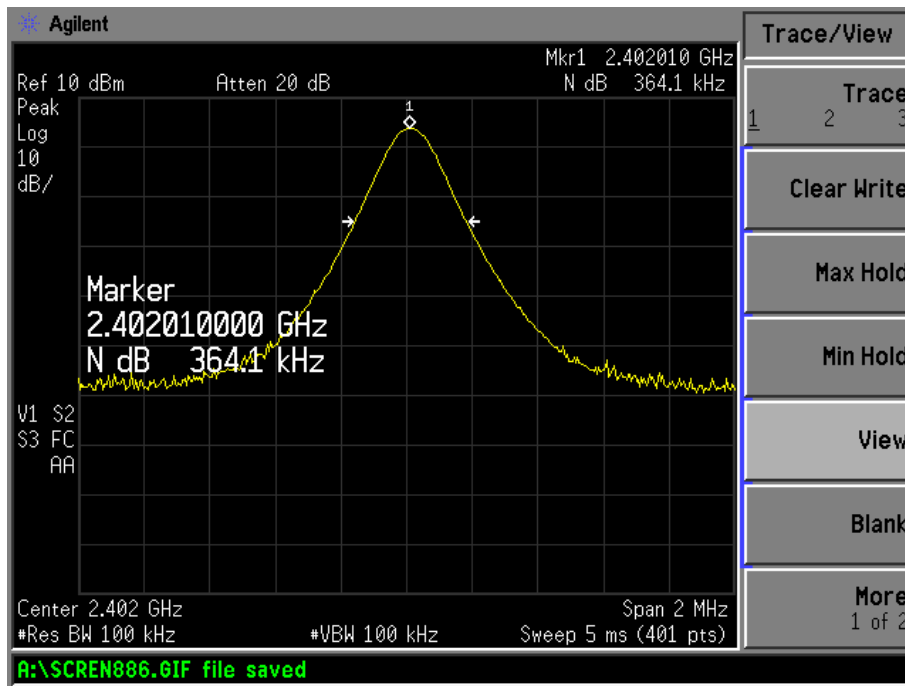 Agilent
Trace/View
Mkr1 2.402010 GHz
Ref 10 dBm Atten 20 dB N dB 364.1 kHz
Peak
Log
10
dB/
1
Marker
2.402010000 GHz
N dB 364.1 kHz
V1 S2
S3 FC
AA
Center 2.402 GHz Span 2 MHz
#Res BW 100 kHz #VBW 100 kHz Sweep 5 ms (401 pts)
A:\SCREN886.GIF file saved
Trace
1 2 3
Clear Write
Max Hold
Min Hold
View
Blank
More
1 of 2